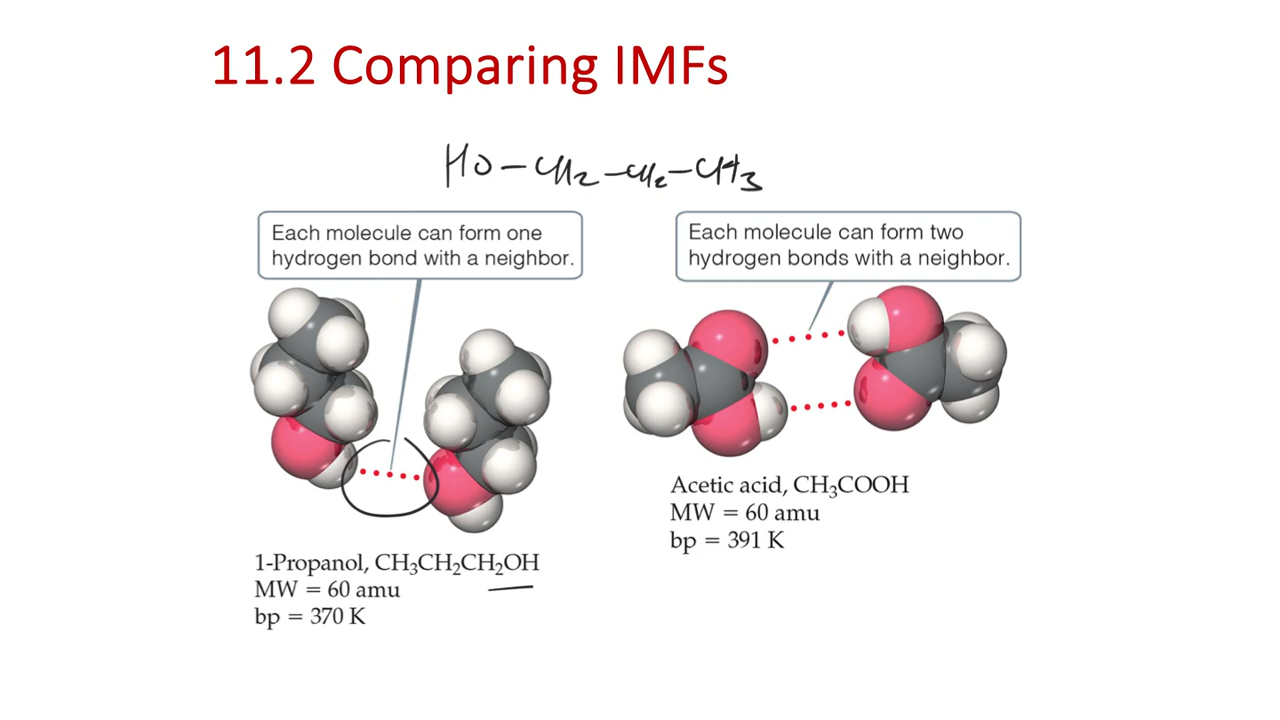 11.2 Comparing IMFs
HO-CH2-CH2-CH3
Each molecule can form one
hydrogen bond with a neighbor.
Each molecule can form two
hydrogen bonds with a neighbor.
1-Propanol, CH₃CH₂CH₂OH
MW = 60 amu
bp = 370 K
Acetic acid, CH₃COOH
MW = 60 amu
bp = 391 K